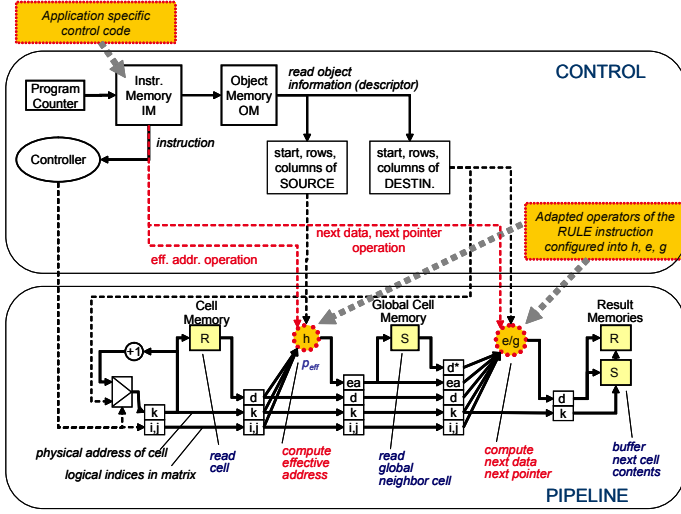 Application specific
control code
CONTROL
Program
Counter
Instr.
Memory
IM
Object
Memory
OM
read object
information (descriptor)
instruction
Controller
start, rows,
columns of
SOURCE
start, rows,
columns of
DESTIN.
Adapted operators of the
RULE instruction
configured into h, e, g
next data, next pointer
operation
eff. addr. operation
Cell
Memory
Global Cell
Memory
Result
Memories
+1
R
h
Peff
S
e/g
R
S
d*
ea
ea
d
d
d
d
k
k
k
k
k
i,j
i,j
i,j
i,j
physical address of cell
logical indices in matrix
read
cell
compute
effective
address
read
global
neighbor cell
compute
next data
next pointer
buffer
next cell
contents
PIPELINE